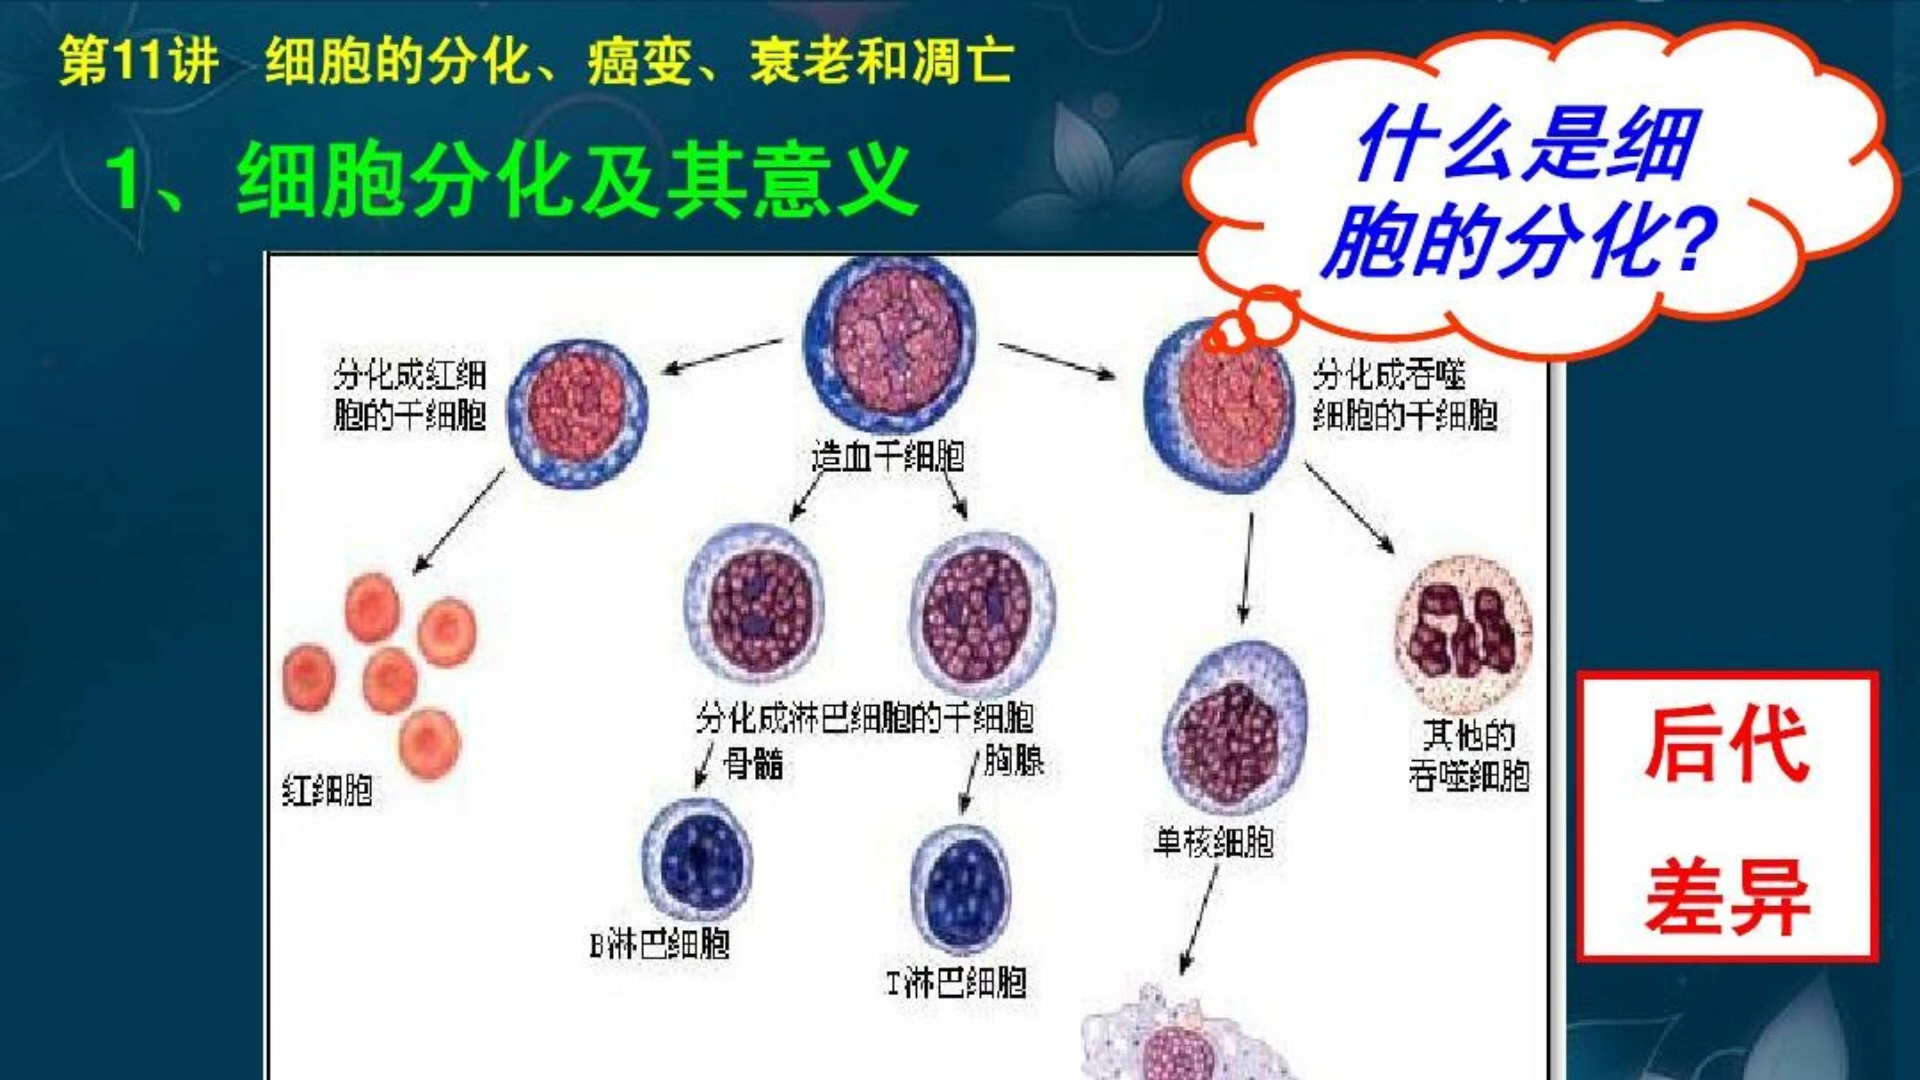 第11讲 细胞的分化、癌变、衰老和凋亡
1、细胞分化及其意义
什么是细
胞的分化?
分化成红细
胞的干细胞
造血干细胞
分化成吞噬
细胞的干细胞
分化成淋巴细胞的干细胞
骨髓
胸腺
红细胞
其他的
吞噬细胞
单核细胞
B淋巴细胞
T淋巴细胞
后代
差异